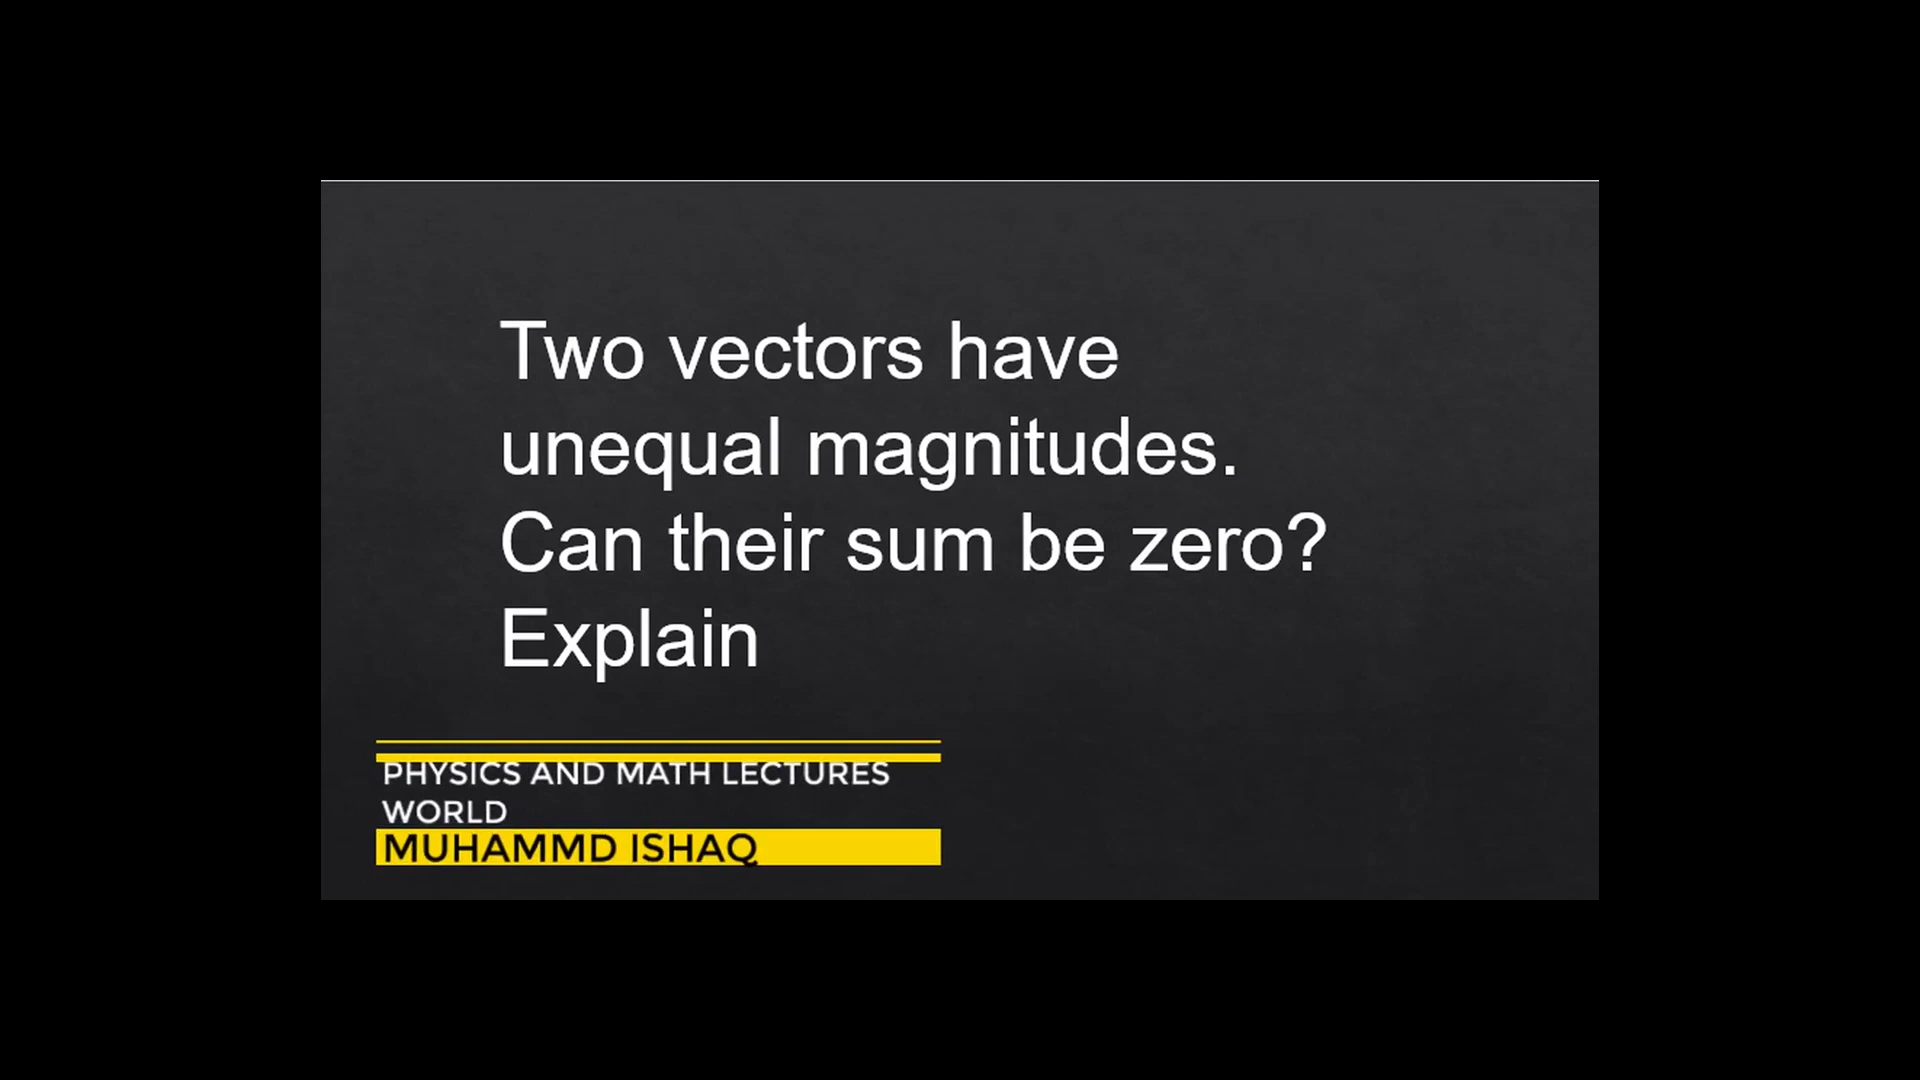 Two vectors have
unequal magnitudes.
Can their sum be zero?
Explain
PHYSICS AND MATH LECTURES
WORLD
MUHAMMD ISHAQ